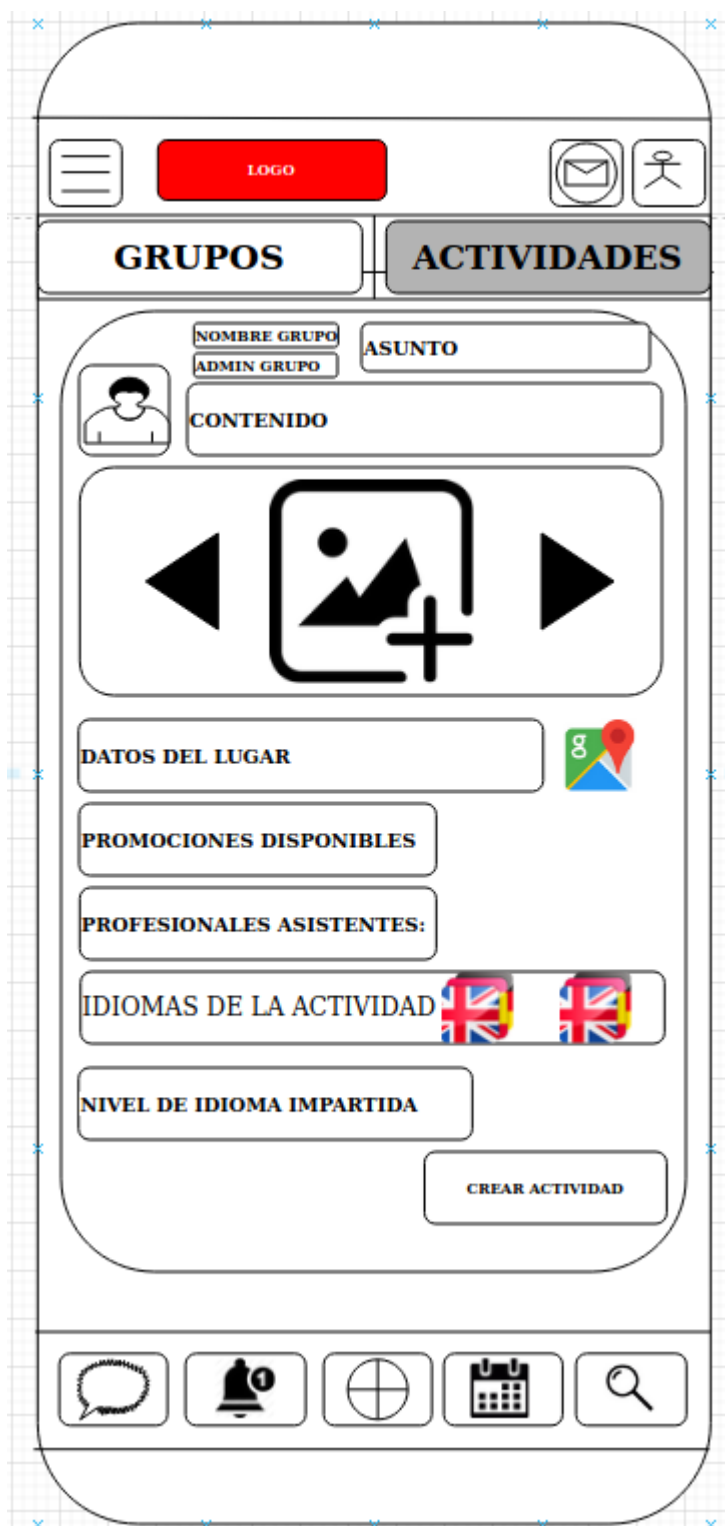 LOGO
GRUPOS
ACTIVIDADES
NOMBRE GRUPO
ADMIN GRUPO
ASUNTO
CONTENIDO
DATOS DEL LUGAR
g
PROMOCIONES DISPONIBLES
PROFESIONALES ASISTENTES:
IDIOMAS DE LA ACTIVIDAD
NIVEL DE IDIOMA IMPARTIDA
CREAR ACTIVIDAD
1